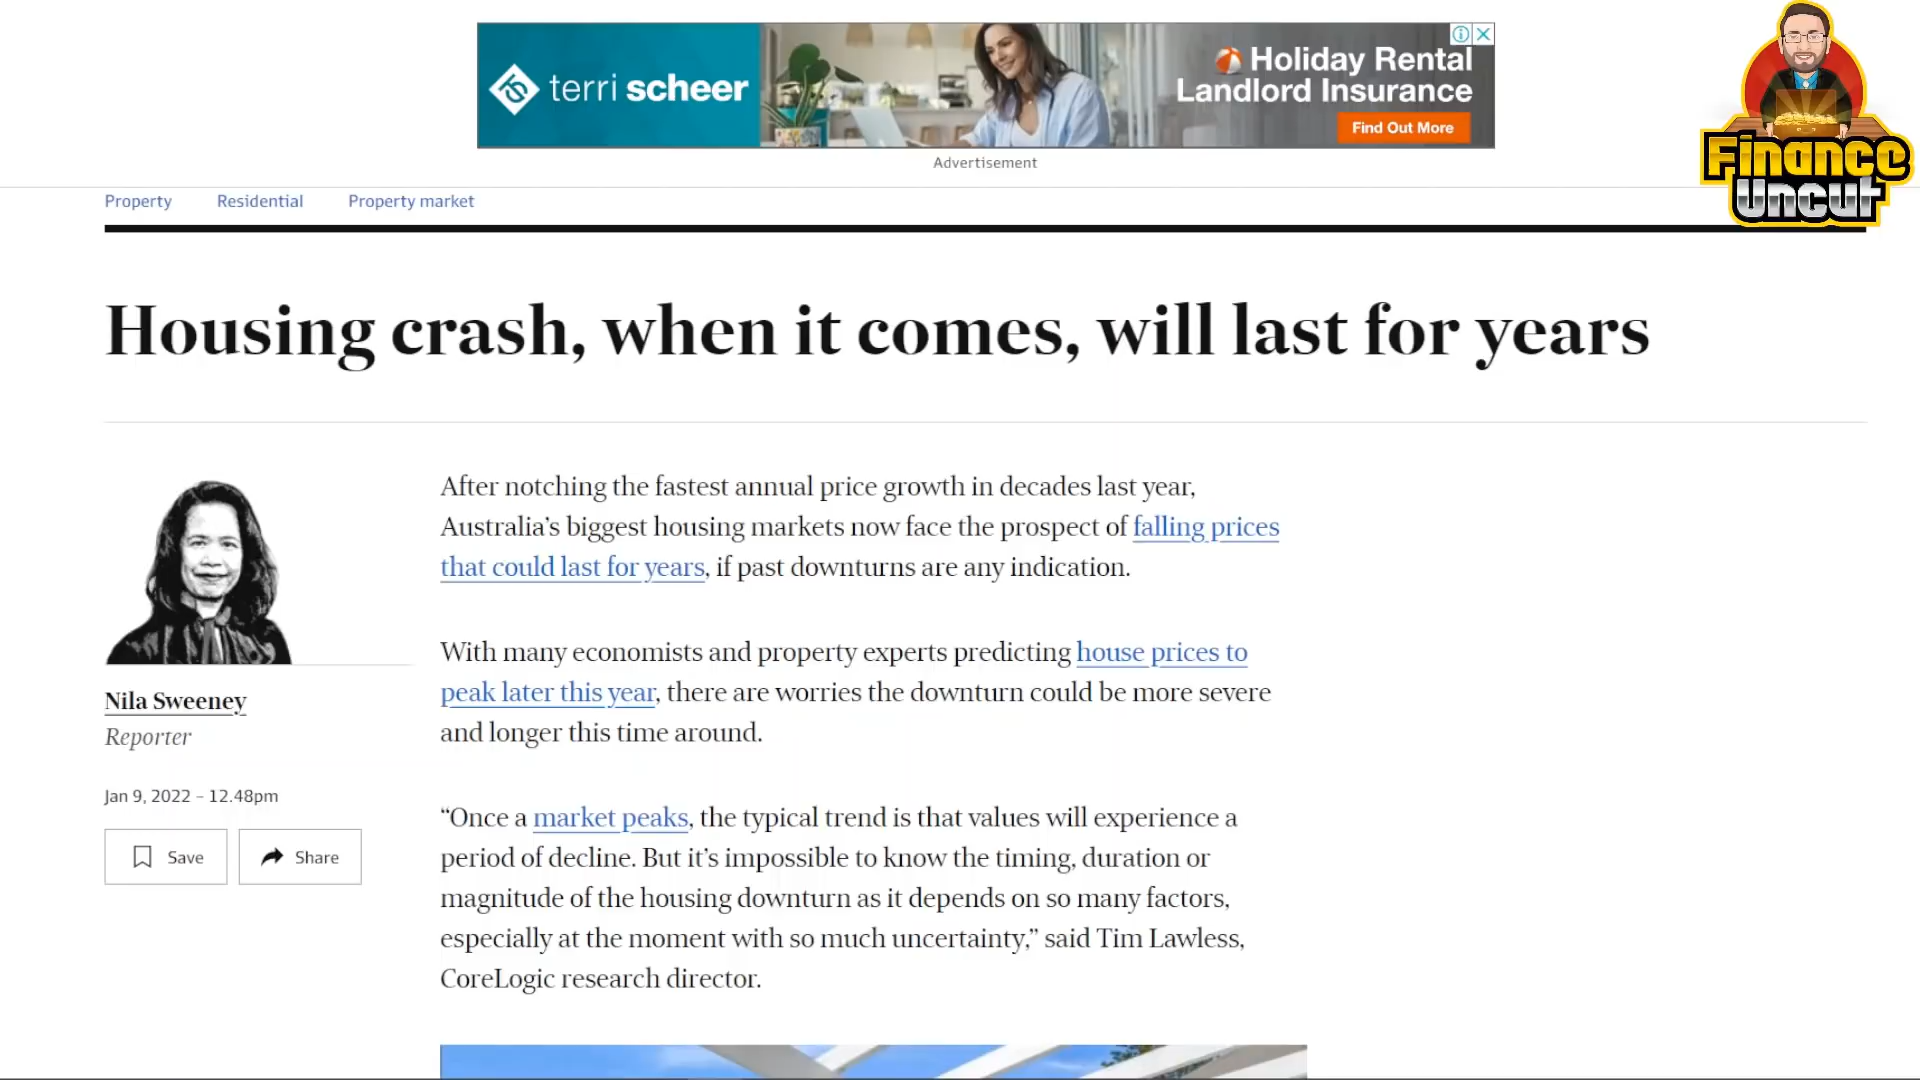 terri scheer
Holiday Rental
Landlord Insurance
Find Out More
Advertisement
Finance
Uncut
Property
Residential
Property market
Housing crash, when it comes, will last for years
Nila Sweeney
Reporter
Jan 9, 2022 – 12.48pm
Save
Share
After notching the fastest annual price growth in decades last year,
Australia’s biggest housing markets now face the prospect of falling prices
that could last for years, if past downturns are any indication.
With many economists and property experts predicting house prices to
peak later this year, there are worries the downturn could be more severe
and longer this time around.
“Once a market peaks, the typical trend is that values will experience a
period of decline. But it’s impossible to know the timing, duration or
magnitude of the housing downturn as it depends on so many factors,
especially at the moment with so much uncertainty,” said Tim Lawless,
CoreLogic research director.